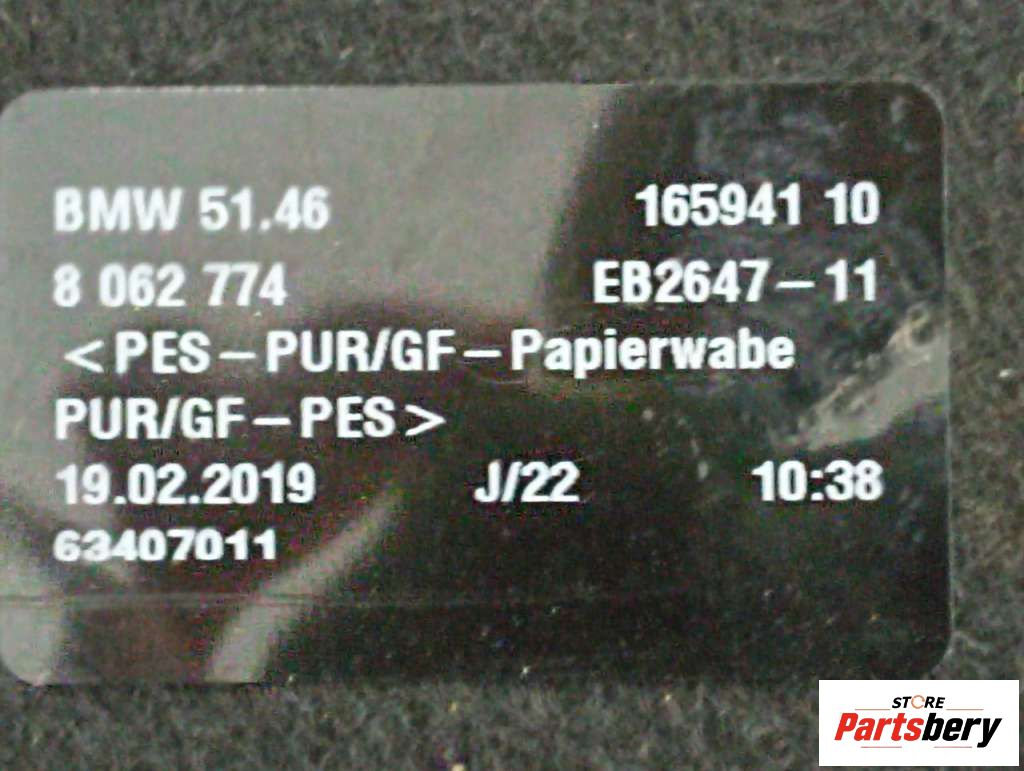 BMW 51.46 165941 10
8 062 774 EB2647-11
<PES-PUR/GF-Papierwabe
PUR/GF-PES>
19.02.2019 J/22 10:38
63407011
STORE
Partsbery